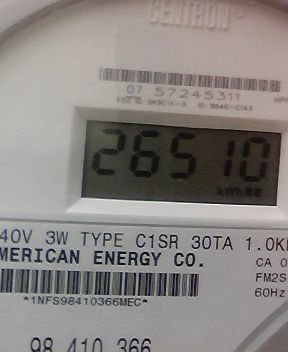 CENTRON®
07 57245311
26510
kWh
40V 3W TYPE C1SR 30TA 1.0K
MERICAN ENERGY CO.
CA 0
FM2S
*1NFS98410366MEC*
60Hz
98 410 366